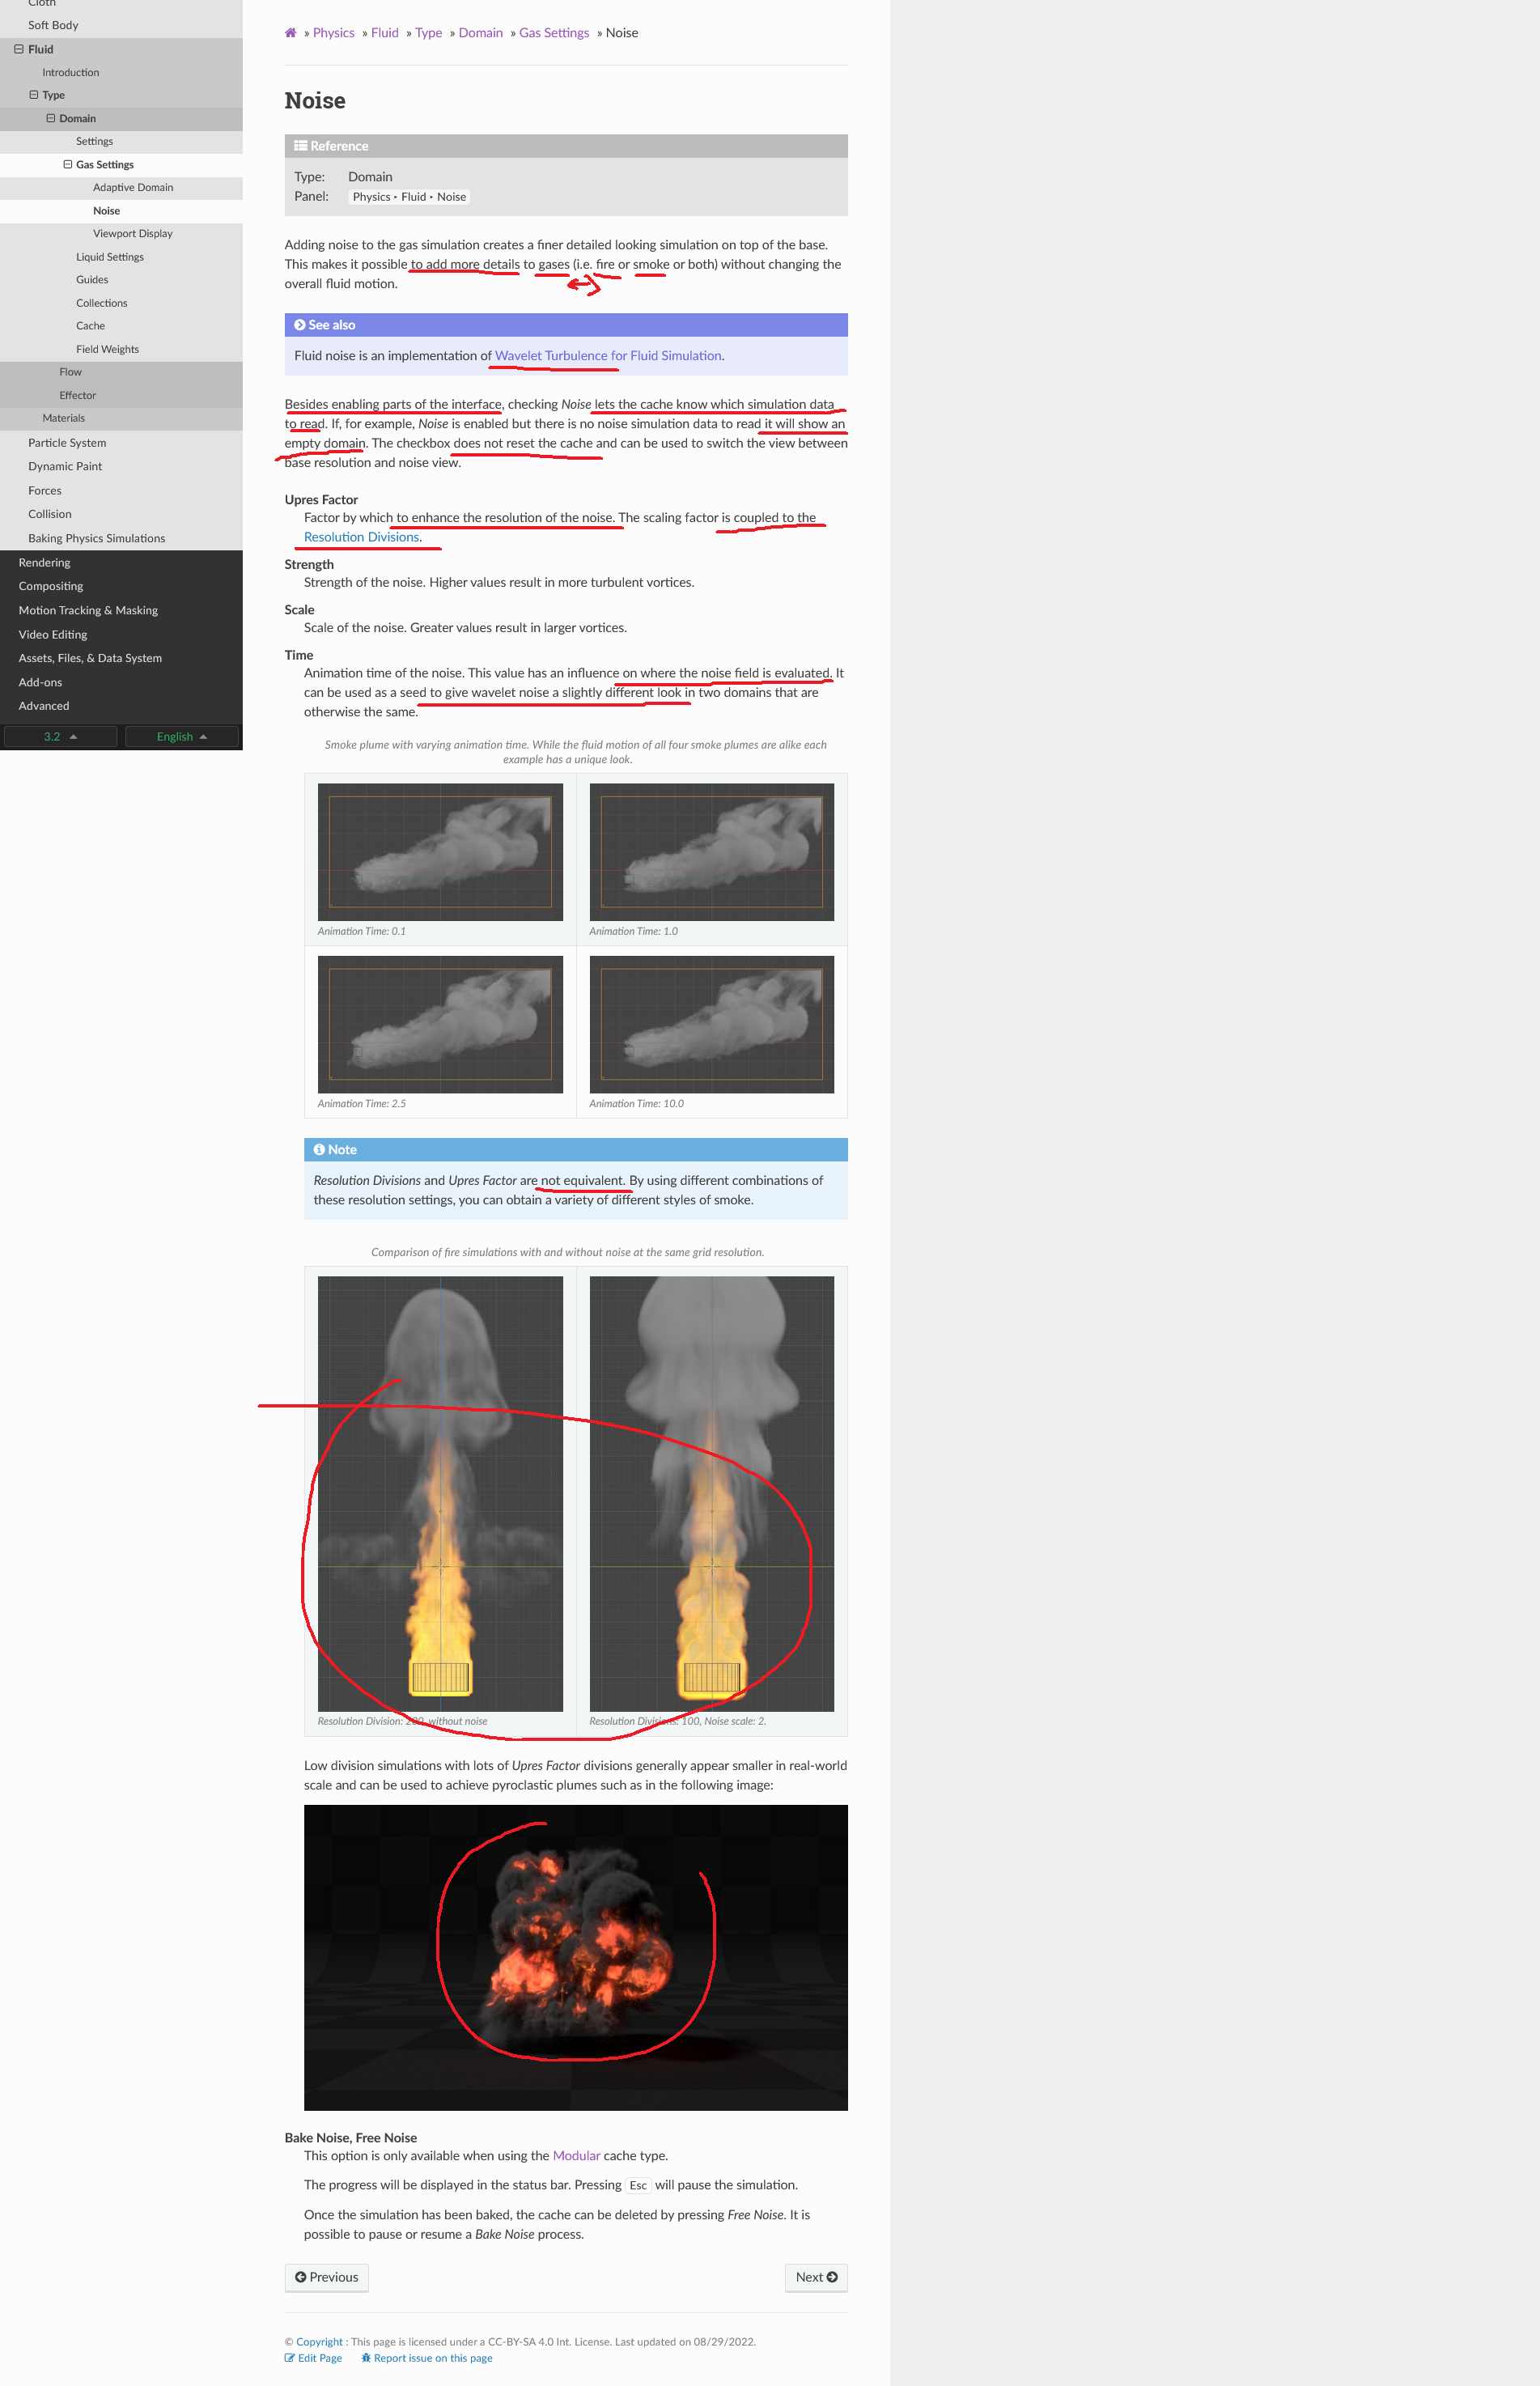 Cloth
Soft Body
Fluid
Introduction
Type
Domain
Settings
Gas Settings
Adaptive Domain
Noise
Viewport Display
Liquid Settings
Guides
Collections
Cache
Field Weights
Flow
Effector
Materials
Particle System
Dynamic Paint
Forces
Collision
Baking Physics Simulations
Rendering
Compositing
Motion Tracking & Masking
Video Editing
Assets, Files, & Data System
Add-ons
Advanced
3.2 English
» Physics » Fluid » Type » Domain » Gas Settings » Noise
Noise
Reference
Type: Domain
Panel: Physics ‣ Fluid ‣ Noise
Adding noise to the gas simulation creates a finer detailed looking simulation on top of the base.
This makes it possible to add more details to gases (i.e. fire or smoke or both) without changing the
overall fluid motion.
See also
Fluid noise is an implementation of Wavelet Turbulence for Fluid Simulation.
Besides enabling parts of the interface, checking Noise lets the cache know which simulation data
to read. If, for example, Noise is enabled but there is no noise simulation data to read it will show an
empty domain. The checkbox does not reset the cache and can be used to switch the view between
base resolution and noise view.
Upres Factor
Factor by which to enhance the resolution of the noise. The scaling factor is coupled to the
Resolution Divisions.
Strength
Strength of the noise. Higher values result in more turbulent vortices.
Scale
Scale of the noise. Greater values result in larger vortices.
Time
Animation time of the noise. This value has an influence on where the noise field is evaluated. It
can be used as a seed to give wavelet noise a slightly different look in two domains that are
otherwise the same.
Smoke plume with varying animation time. While the fluid motion of all four smoke plumes are alike each
example has a unique look.
Animation Time: 0.1
Animation Time: 1.0
Animation Time: 2.5
Animation Time: 10.0
Note
Resolution Divisions and Upres Factor are not equivalent. By using different combinations of
these resolution settings, you can obtain a variety of different styles of smoke.
Comparison of fire simulations with and without noise at the same grid resolution.
Resolution Division: 200, without noise
Resolution Divisions: 100, Noise scale: 2.
Low division simulations with lots of Upres Factor divisions generally appear smaller in real-world
scale and can be used to achieve pyroclastic plumes such as in the following image:
Bake Noise, Free Noise
This option is only available when using the Modular cache type.
The progress will be displayed in the status bar. Pressing Esc will pause the simulation.
Once the simulation has been baked, the cache can be deleted by pressing Free Noise. It is
possible to pause or resume a Bake Noise process.
Previous
Next
© Copyright : This page is licensed under a CC-BY-SA 4.0 Int. License. Last updated on 08/29/2022.
Edit Page Report issue on this page